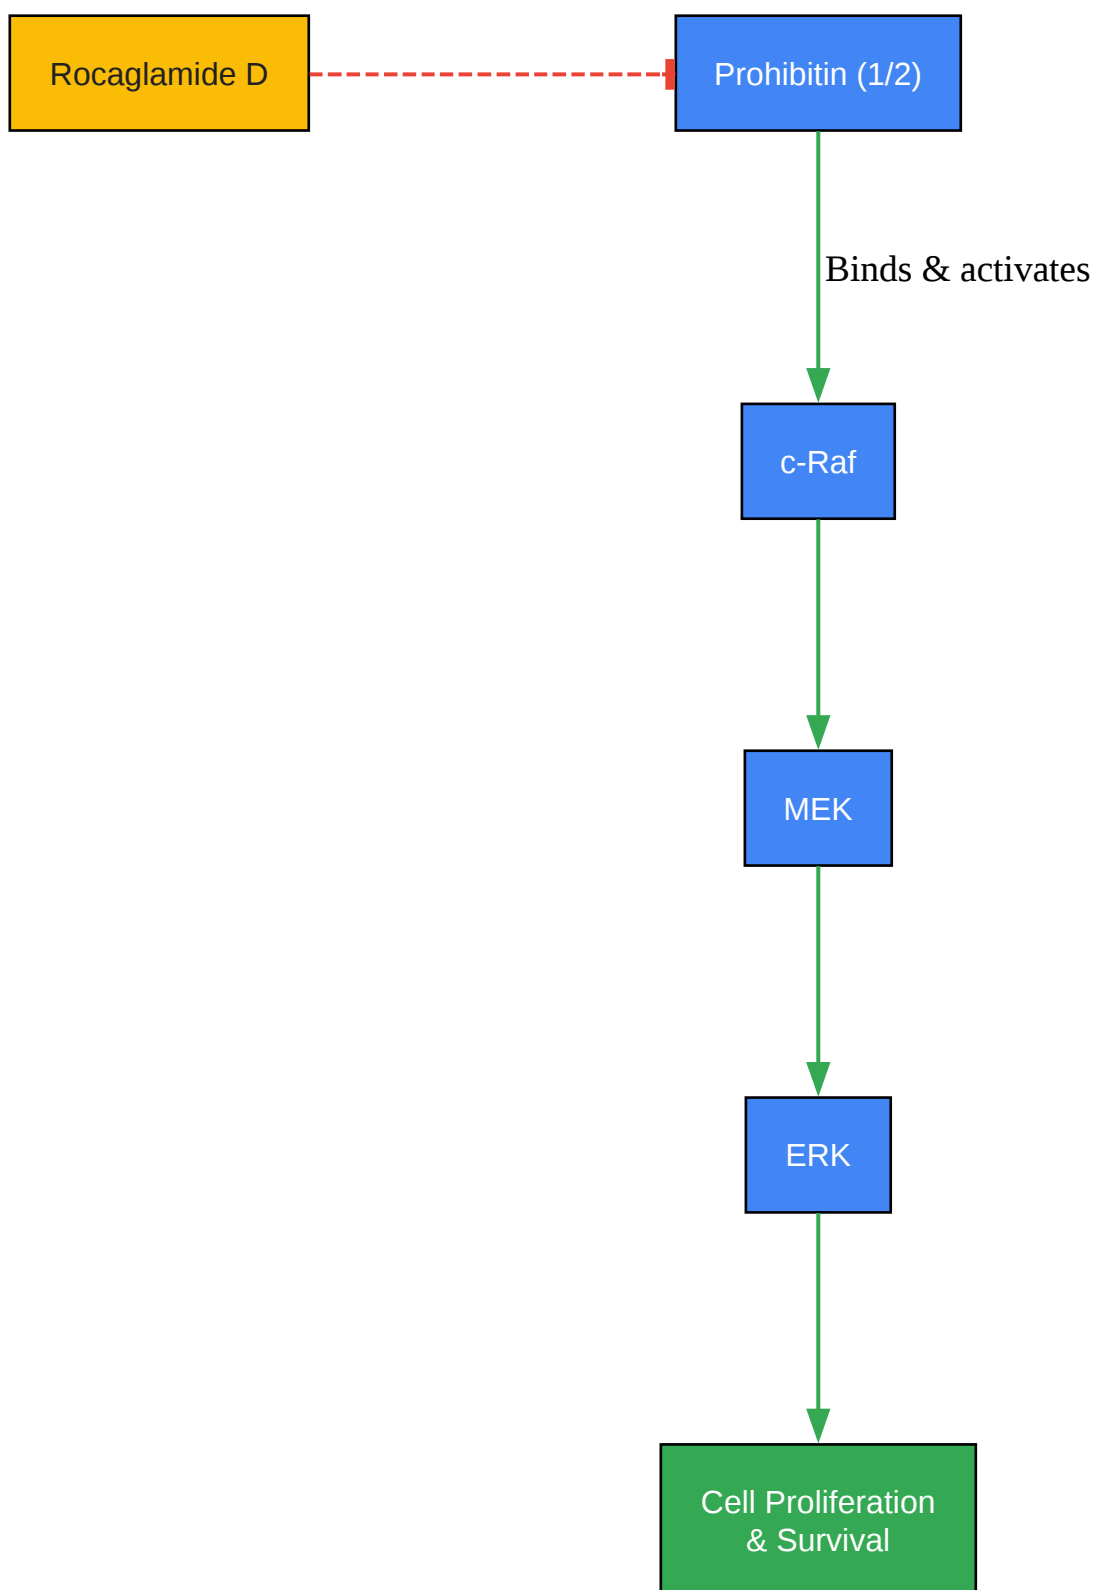 Rocaglamide D
Prohibitin (1/2)
Binds & activates
c-Raf
MEK
ERK
Cell Proliferation
& Survival